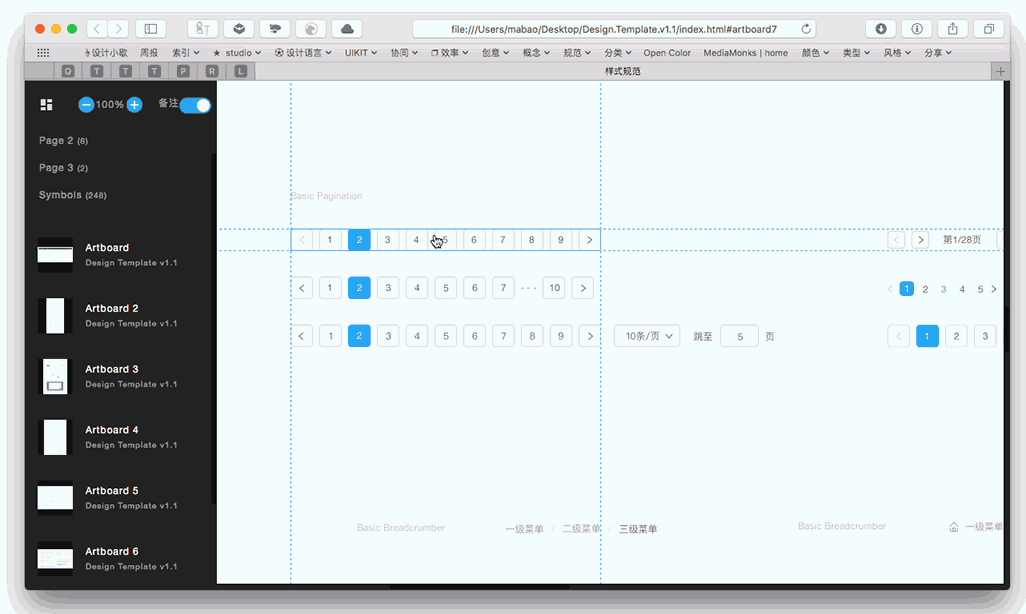 file:///Users/mabao/Desktop/Design.Template.v1.1/index.html#artboard7
设计小歌 周报 索引 ★ studio 设计语言 UIKIT 协同 效率 创意 概念 规范 分类 Open Color MediaMonks | home 颜色 类型 风格 分享
Q T T T P R L 样式规范 +
100% 备注
Page 2 (6)
Page 3 (2)
Symbols (248)
Artboard
Design Template v1.1
Artboard 2
Design Template v1.1
Artboard 3
Design Template v1.1
Artboard 4
Design Template v1.1
Artboard 5
Design Template v1.1
Artboard 6
Design Template v1.1
Basic Pagination
< 1 2 3 4 5 6 7 8 9 > < > 第1/28页
< 1 2 3 4 5 6 7 ··· 10 > < 1 2 3 4 5 >
< 1 2 3 4 5 6 7 8 9 > 10条/页 跳至 5 页 < 1 2 3
Basic Breadcrumber 一级菜单 / 二级菜单 / 三级菜单 Basic Breadcrumber 一级菜单